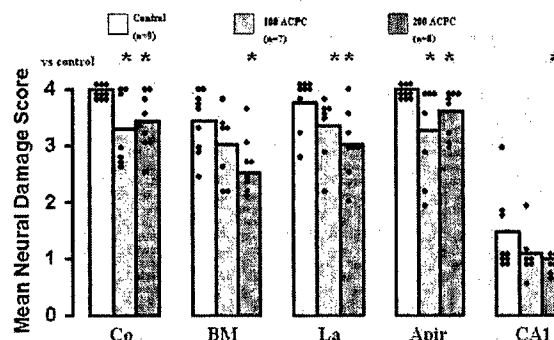 Control
(n=9)
100 ACPC
(n=7)
200 ACPC
(n=8)
vs control
* * * * * * * *
Mean Neural Damage Score
4
3
2
1
0
Co BM La Apir CA1